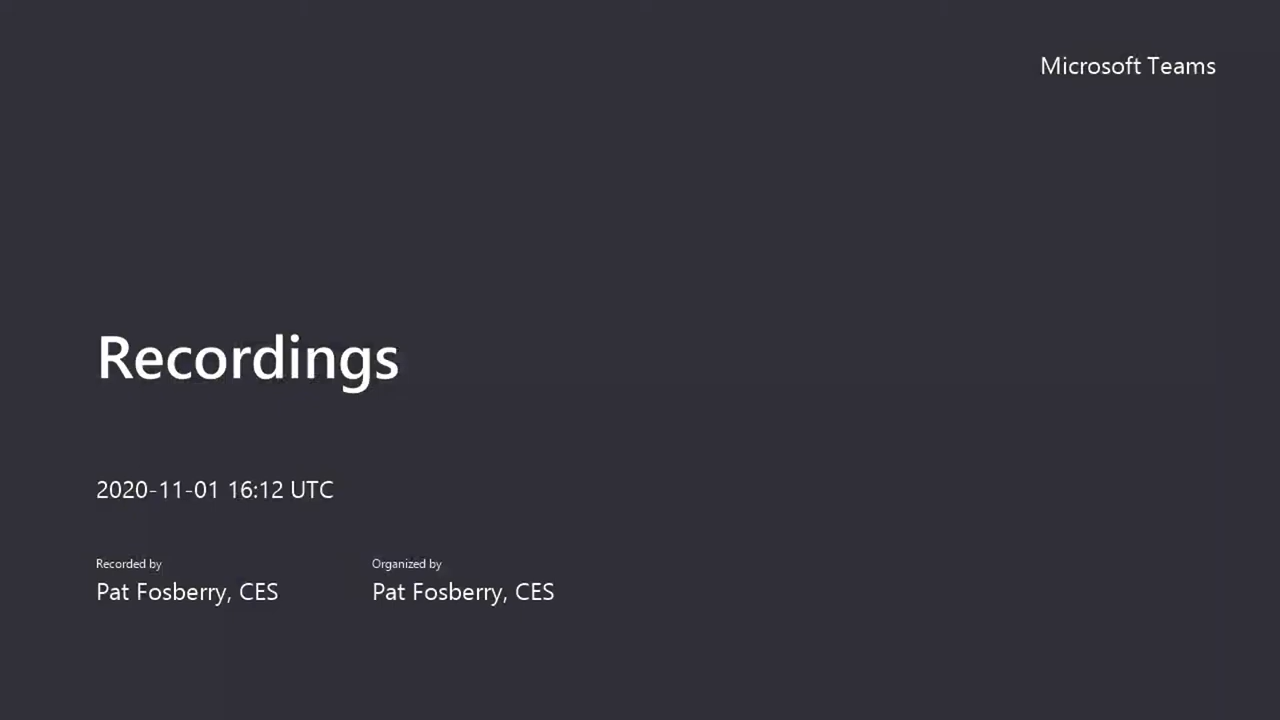 Microsoft Teams
Recordings
2020-11-01 16:12 UTC
Recorded by
Pat Fosberry, CES
Organized by
Pat Fosberry, CES